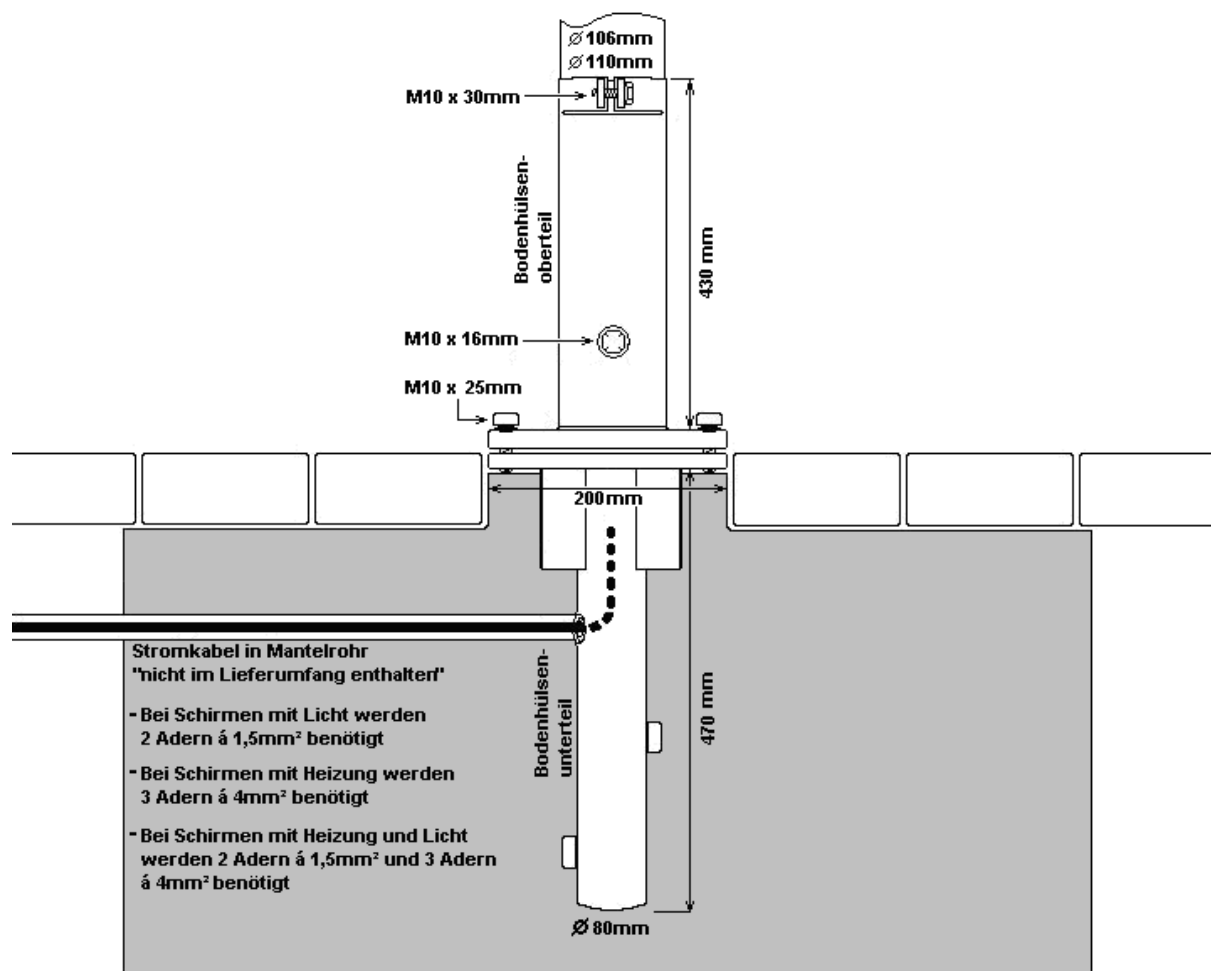 ⌀ 106mm
⌀ 110mm
M10 x 30mm
Bodenhülsen-
oberteil
430 mm
M10 x 16mm
M10 x 25mm
200mm
Stromkabel in Mantelrohr
"nicht im Lieferumfang enthalten"
- Bei Schirmen mit Licht werden
2 Adern á 1,5mm² benötigt
- Bei Schirmen mit Heizung werden
3 Adern á 4mm² benötigt
- Bei Schirmen mit Heizung und Licht
werden 2 Adern á 1,5mm² und 3 Adern
á 4mm² benötigt
Bodenhülsen-
unterteil
470 mm
Ø 80mm